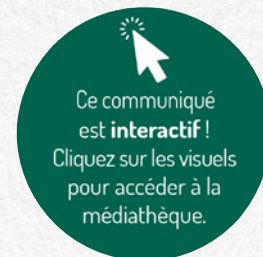 Ce communiqué
est interactif !
Cliquez sur les visuels
pour accéder à la
médiathèque.